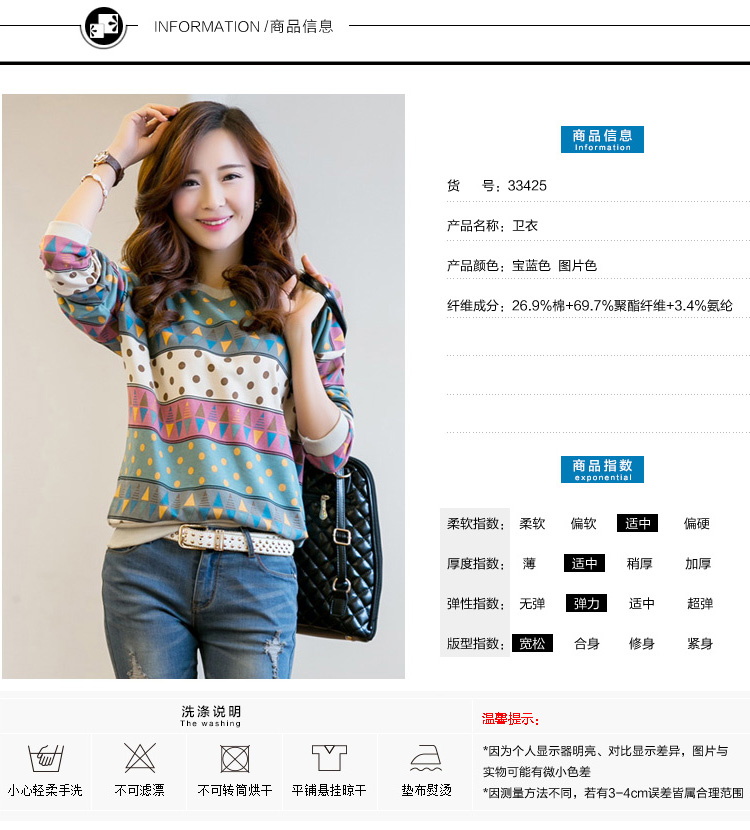 INFORMATION /商品信息
商品信息
Information
货 号：33425
产品名称：卫衣
产品颜色：宝蓝色 图片色
纤维成分：26.9%棉+69.7%聚酯纤维+3.4%氨纶
商品指数
exponential
柔软指数： 柔软 偏软 适中 偏硬
厚度指数： 薄 适中 稍厚 加厚
弹性指数： 无弹 弹力 适中 超弹
版型指数： 宽松 合身 修身 紧身
洗涤说明
The washing
小心轻柔手洗 不可滤漂 不可转筒烘干 平铺悬挂晾干 垫布熨烫
温馨提示：
*因为个人显示器明亮、对比显示差异，图片与
实物可能有微小色差
*因测量方法不同，若有3-4cm误差皆属合理范围